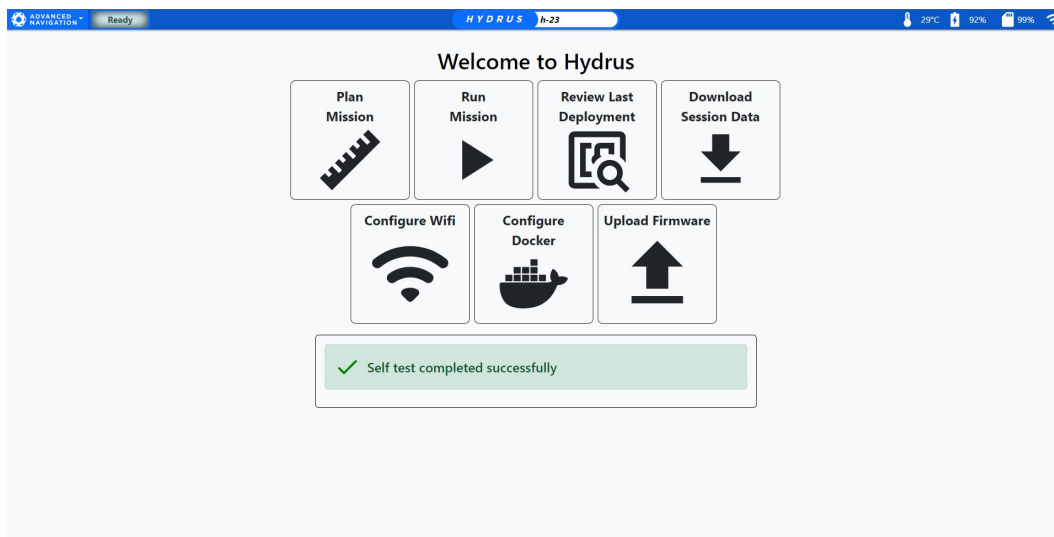 ADVANCED NAVIGATION
Ready
HYDRUS
h-23
29°C
92%
99%
Welcome to Hydrus
Plan
Mission
Run
Mission
Review Last
Deployment
Download
Session Data
Configure Wifi
Configure
Docker
Upload Firmware
Self test completed successfully